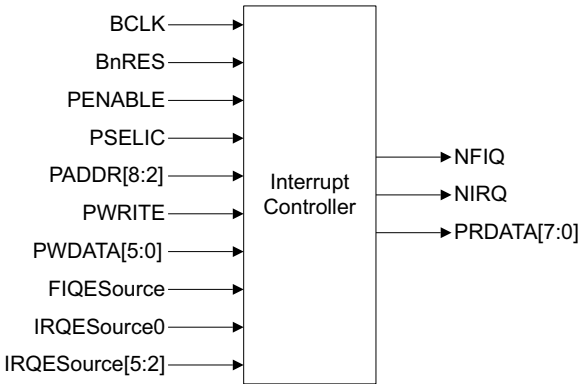 BCLK
BnRES
PENABLE
PSELIC
PADDR[8:2]
PWRITE
PWDATA[5:0]
FIQESource
IRQESource0
IRQESource[5:2]
Interrupt
Controller
NFIQ
NIRQ
PRDATA[7:0]